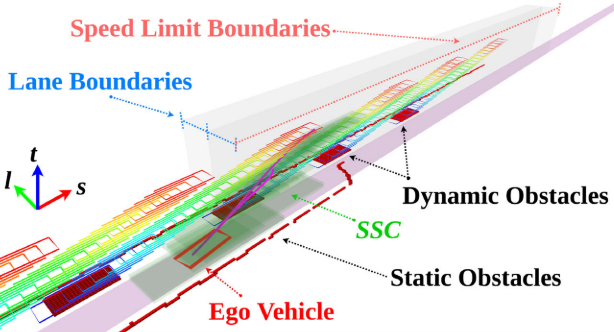 Speed Limit Boundaries
Lane Boundaries
t
l
s
Dynamic Obstacles
SSC
Static Obstacles
Ego Vehicle